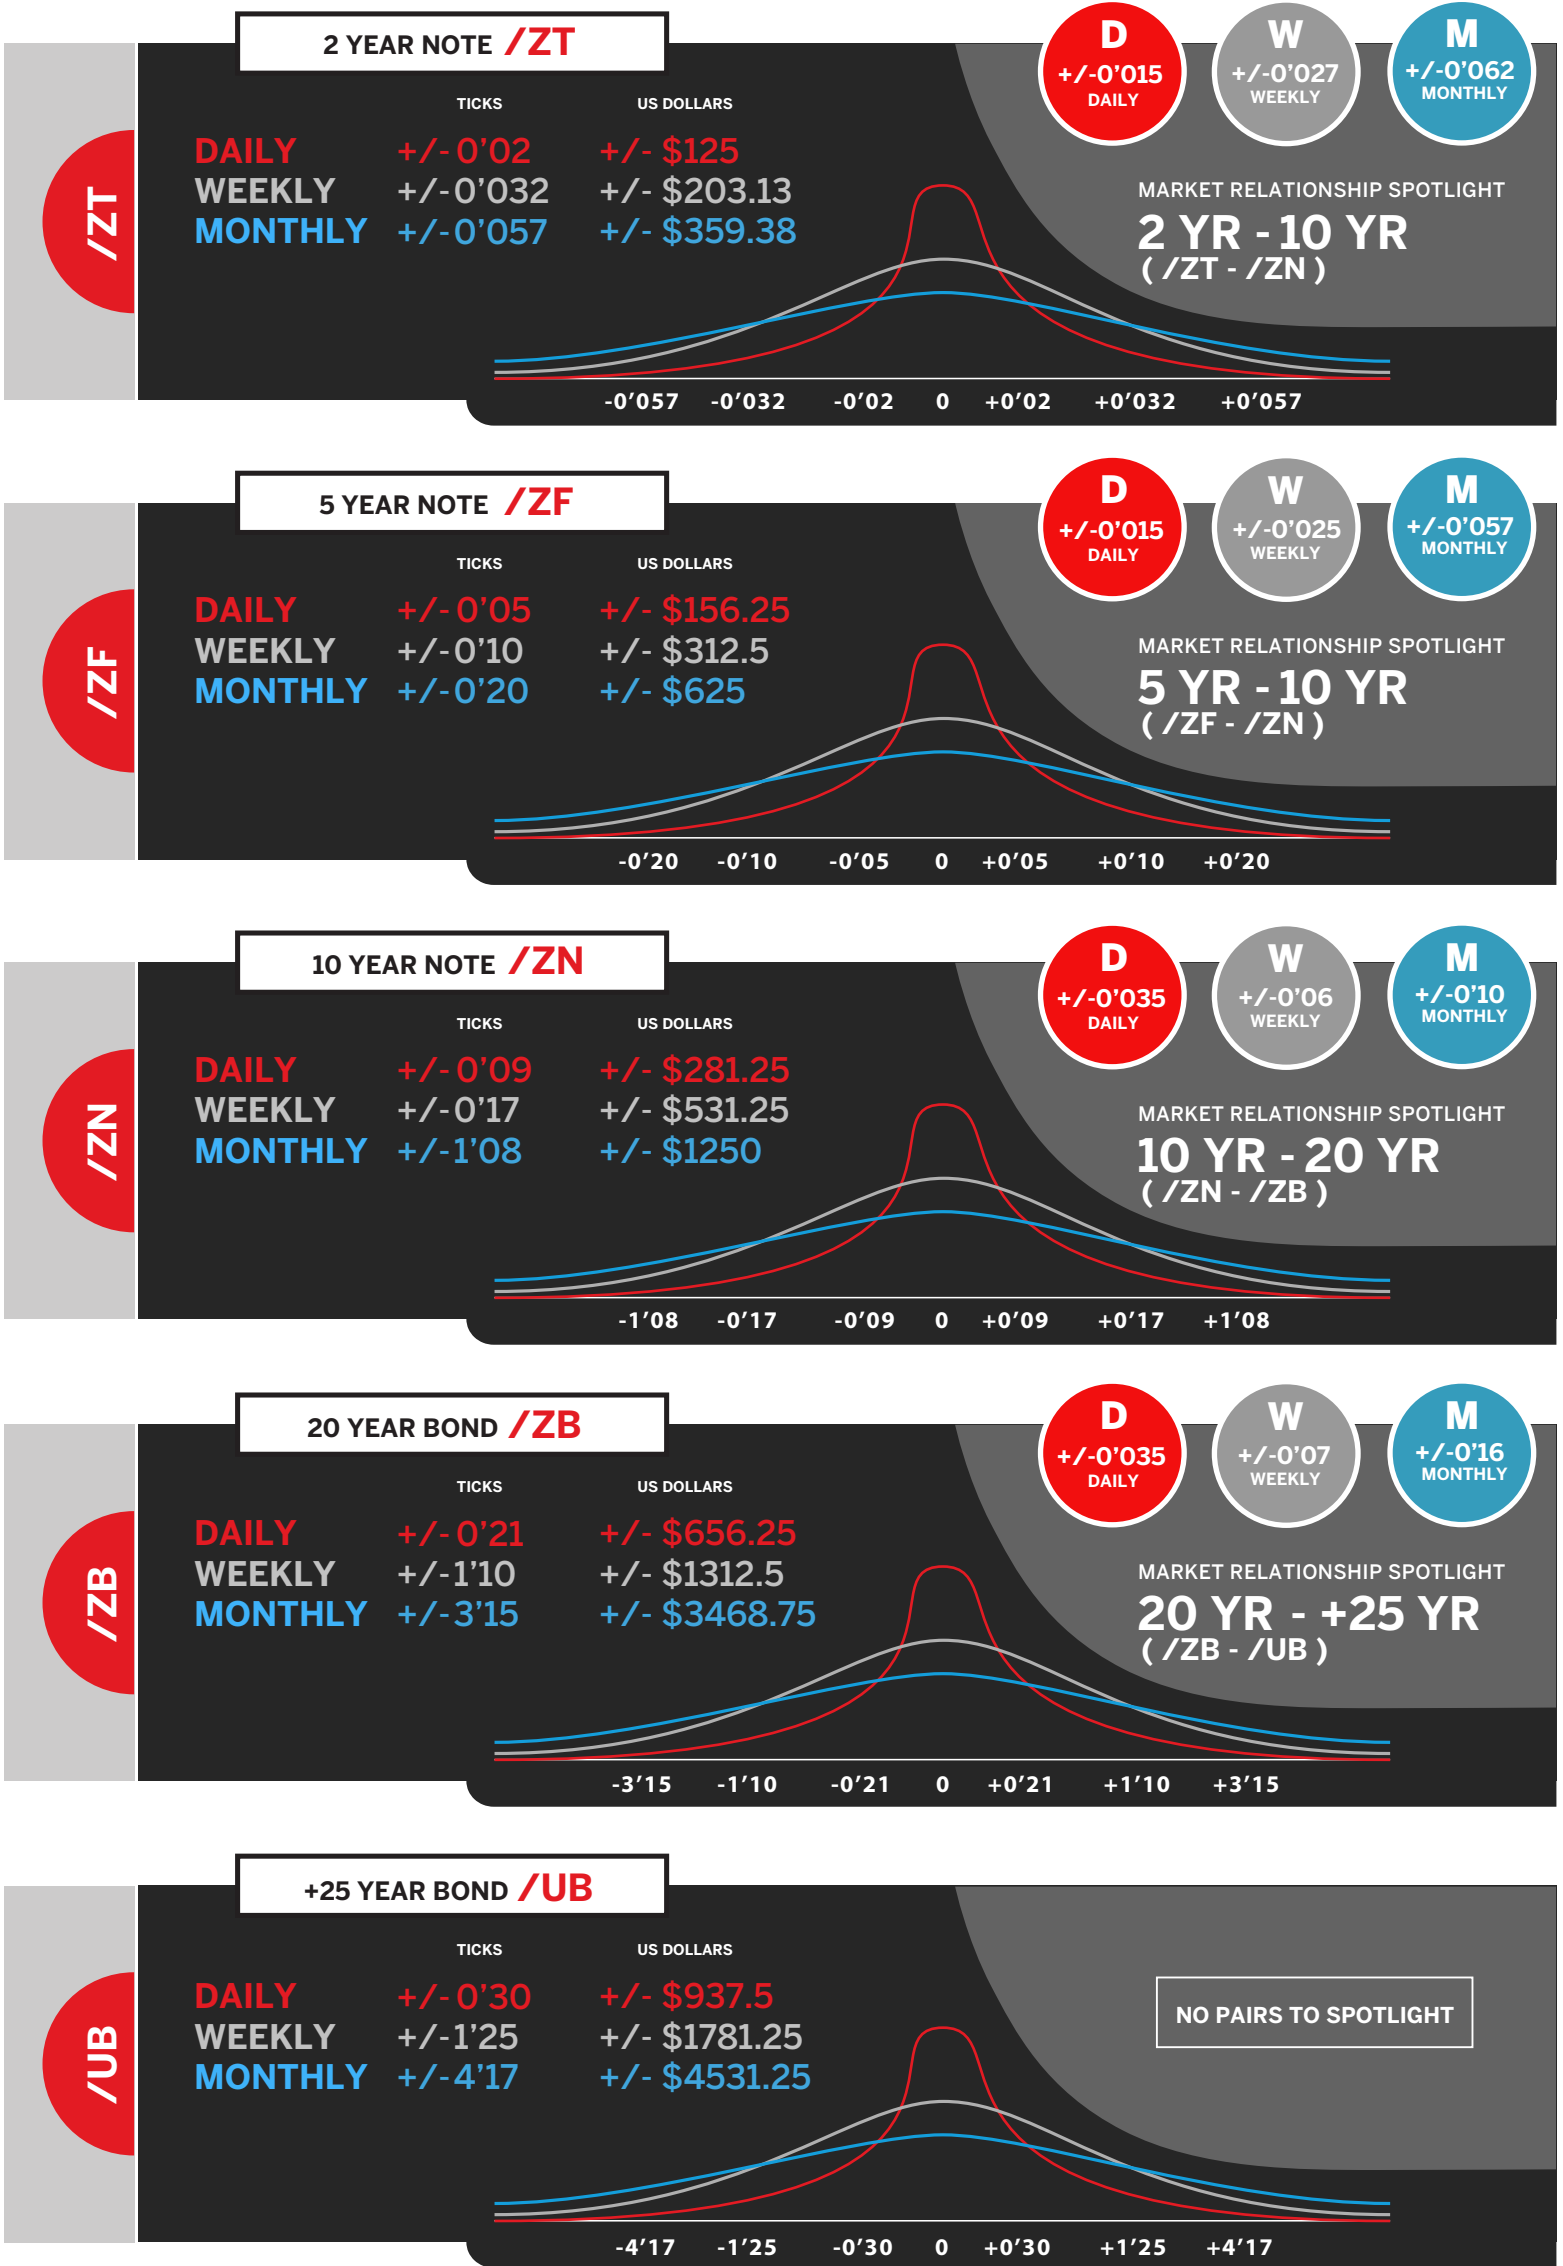 2 YEAR NOTE /ZT
D
+/-0’015
DAILY
W
+/-0’027
WEEKLY
M
+/-0’062
MONTHLY
/ZT
TICKS US DOLLARS
DAILY +/-0’02 +/- $125
WEEKLY +/-0’032 +/- $203.13
MONTHLY +/-0’057 +/- $359.38
MARKET RELATIONSHIP SPOTLIGHT
2 YR - 10 YR
( /ZT - /ZN )
-0’057 -0’032 -0’02 0 +0’02 +0’032 +0’057
5 YEAR NOTE /ZF
D
+/-0’015
DAILY
W
+/-0’025
WEEKLY
M
+/-0’057
MONTHLY
/ZF
TICKS US DOLLARS
DAILY +/-0’05 +/- $156.25
WEEKLY +/-0’10 +/- $312.5
MONTHLY +/-0’20 +/- $625
MARKET RELATIONSHIP SPOTLIGHT
5 YR - 10 YR
( /ZF - /ZN )
-0’20 -0’10 -0’05 0 +0’05 +0’10 +0’20
10 YEAR NOTE /ZN
D
+/-0’035
DAILY
W
+/-0’06
WEEKLY
M
+/-0’10
MONTHLY
/ZN
TICKS US DOLLARS
DAILY +/-0’09 +/- $281.25
WEEKLY +/-0’17 +/- $531.25
MONTHLY +/-1’08 +/- $1250
MARKET RELATIONSHIP SPOTLIGHT
10 YR - 20 YR
( /ZN - /ZB )
-1’08 -0’17 -0’09 0 +0’09 +0’17 +1’08
20 YEAR BOND /ZB
D
+/-0’035
DAILY
W
+/-0’07
WEEKLY
M
+/-0’16
MONTHLY
/ZB
TICKS US DOLLARS
DAILY +/-0’21 +/- $656.25
WEEKLY +/-1’10 +/- $1312.5
MONTHLY +/-3’15 +/- $3468.75
MARKET RELATIONSHIP SPOTLIGHT
20 YR - +25 YR
( /ZB - /UB )
-3’15 -1’10 -0’21 0 +0’21 +1’10 +3’15
+25 YEAR BOND /UB
/UB
TICKS US DOLLARS
DAILY +/-0’30 +/- $937.5
WEEKLY +/-1’25 +/- $1781.25
MONTHLY +/-4’17 +/- $4531.25
NO PAIRS TO SPOTLIGHT
-4’17 -1’25 -0’30 0 +0’30 +1’25 +4’17